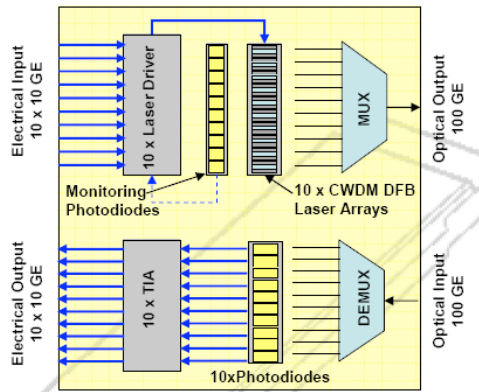 Electrical Input
10 x 10 GE
10 x Laser Driver
MUX
Optical Output
100 GE
Monitoring
Photodiodes
10 x CWDM DFB
Laser Arrays
Electrical Output
10 x 10 GE
10 x TIA
DEMUX
Optical Input
100 GE
10xPhotodiodes